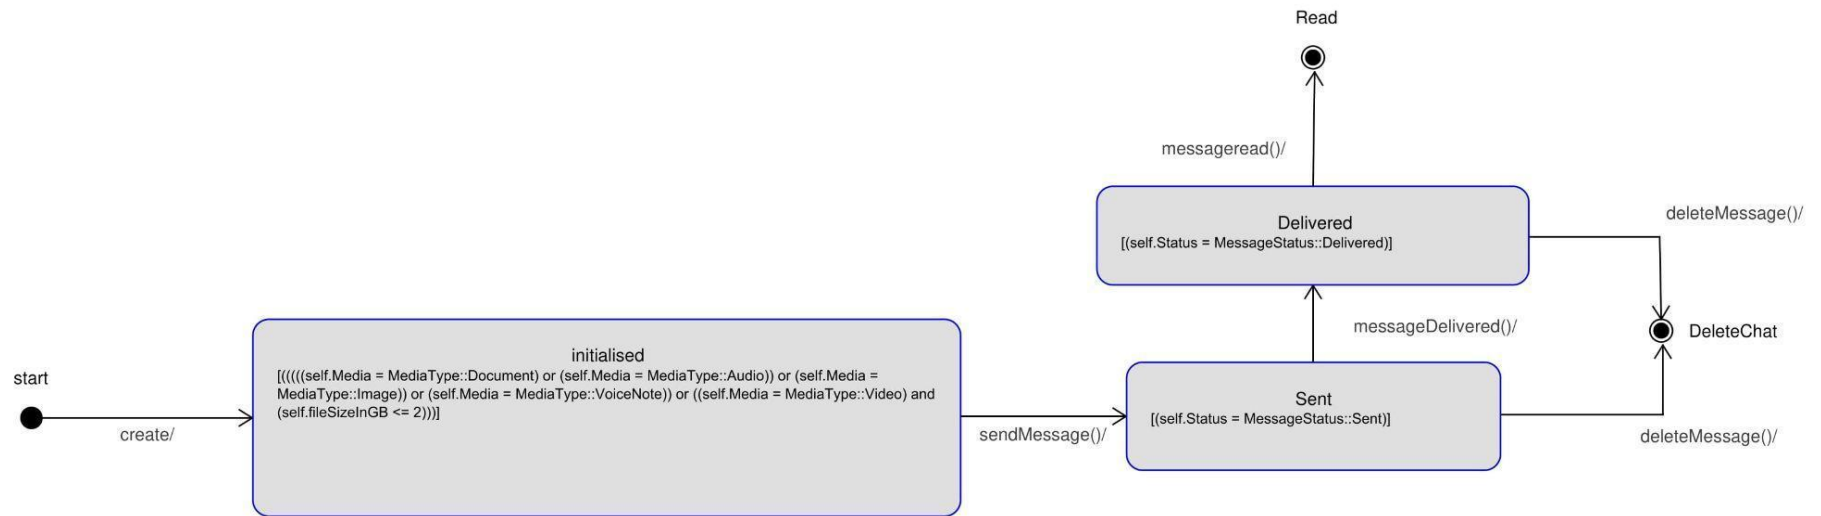 Read
messageread()/
Delivered
[(self.Status = MessageStatus::Delivered)]
deleteMessage()/
messageDelivered()/
DeleteChat
start
create/
initialised
[(((((self.Media = MediaType::Document) or (self.Media = MediaType::Audio)) or (self.Media =
MediaType::Image)) or (self.Media = MediaType::VoiceNote)) or ((self.Media = MediaType::Video) and
(self.fileSizeInGB <= 2)))]
sendMessage()/
Sent
[(self.Status = MessageStatus::Sent)]
deleteMessage()/